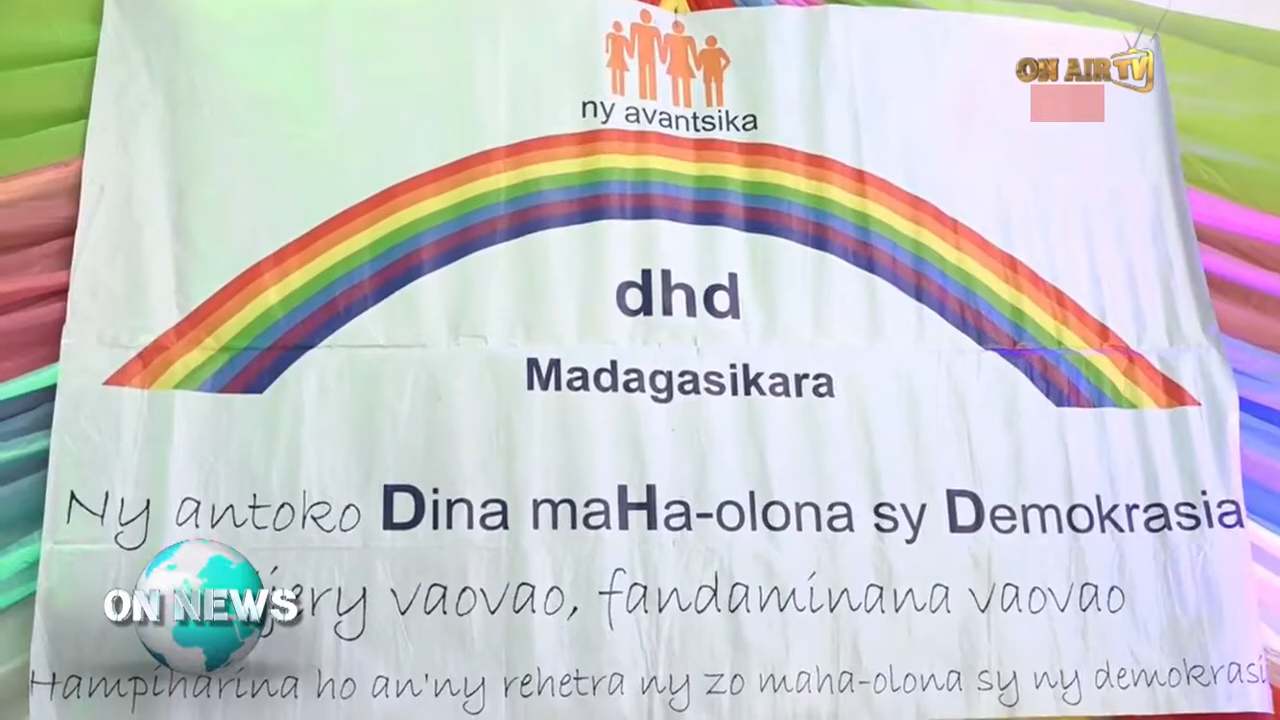 ON AIR TV
ny avantsika
dhd
Madagasikara
Ny antoko Dina maHa-olona sy Demokrasia
vaovao, fandaminana vaovao
ON NEWS
Hampiharina ho an'ny rehetra ny zo maha-olona sy ny demokrasi